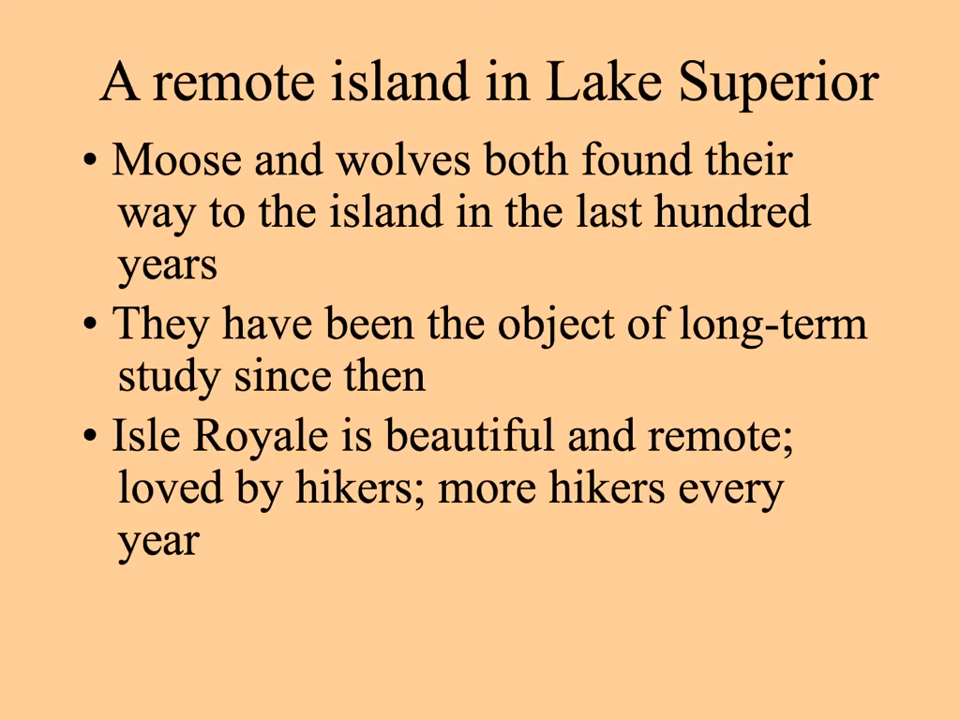 A remote island in Lake Superior
• Moose and wolves both found their
way to the island in the last hundred
years
• They have been the object of long-term
study since then
• Isle Royale is beautiful and remote;
loved by hikers; more hikers every
year